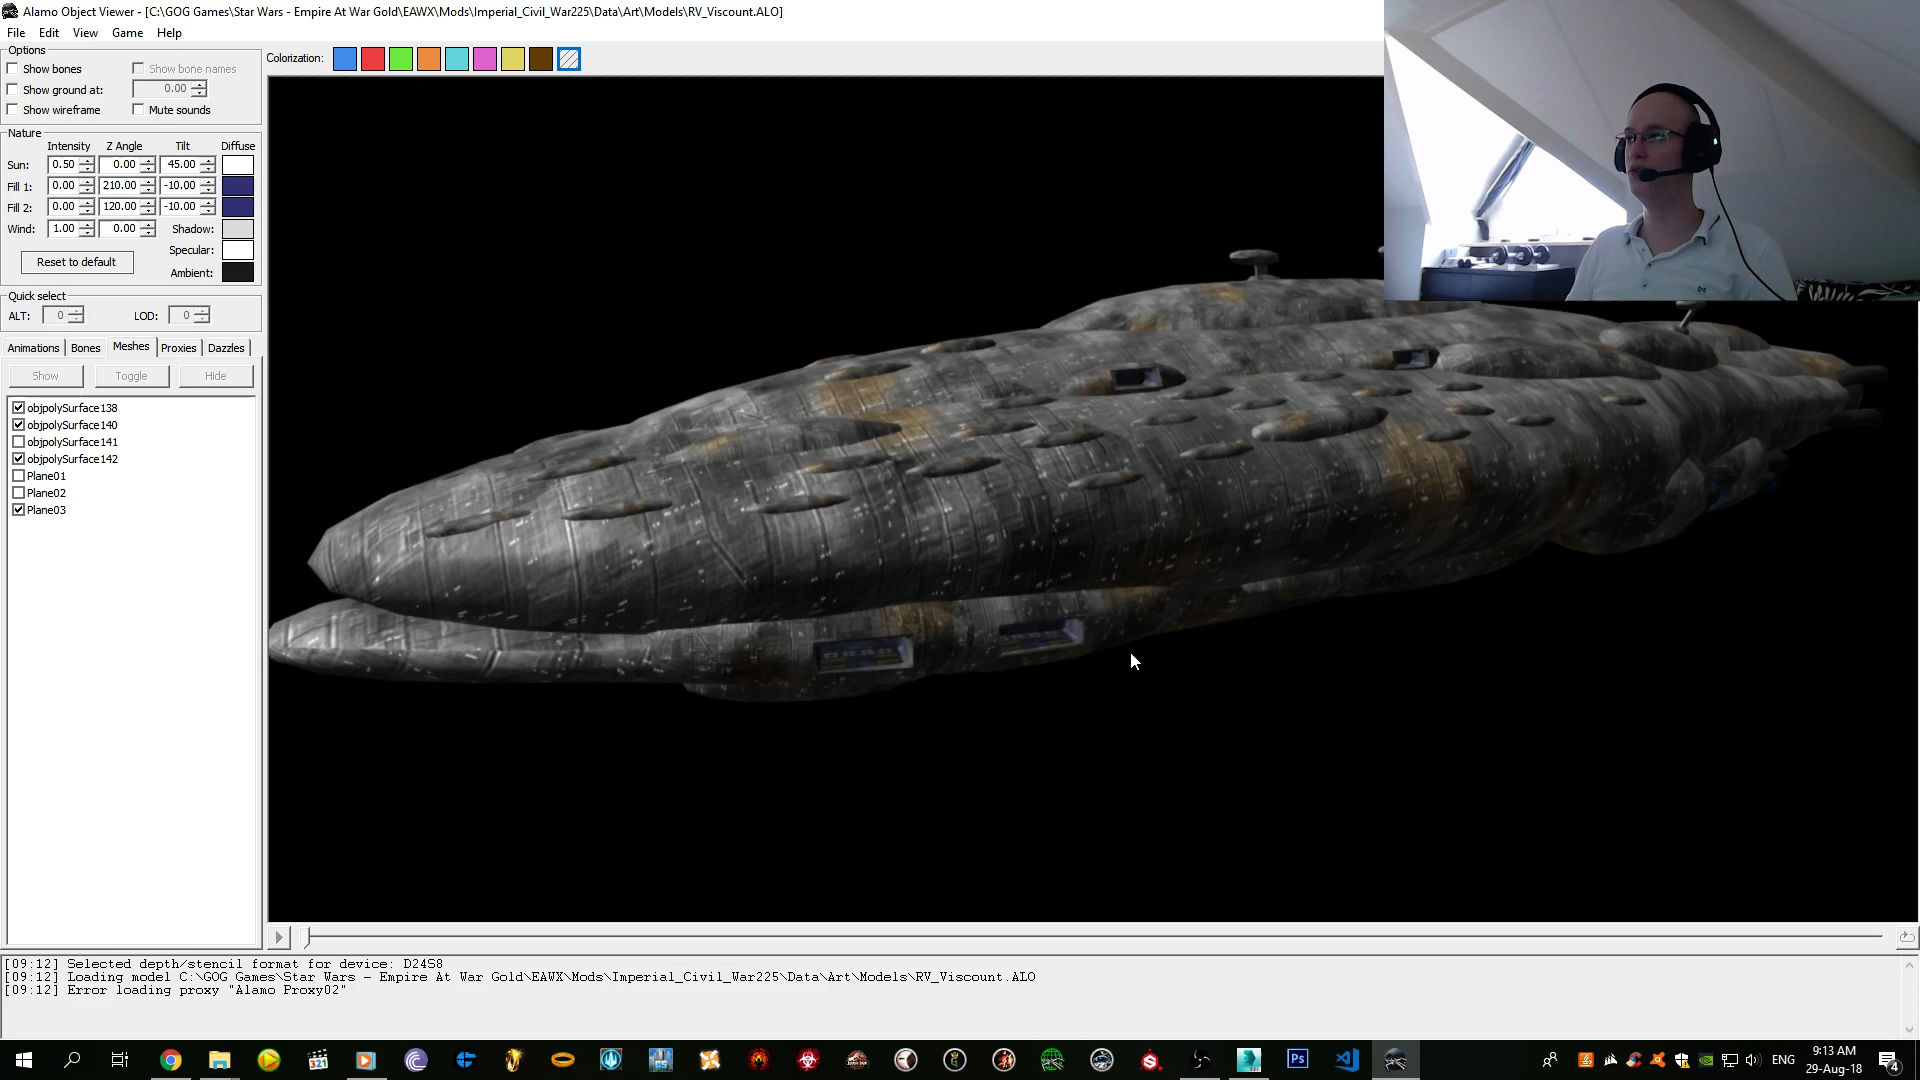 Alamo Object Viewer - [C:\GOG Games\Star Wars - Empire At War Gold\EAWX\Mods\Imperial_Civil_War225\Data\Art\Models\RV_Viscount.ALO]
File Edit View Game Help
Options
Colorization:
Show bones Show bone names
Show ground at: 0.00
Show wireframe Mute sounds
Nature
Intensity Z Angle Tilt Diffuse
Sun: 0.50 0.00 45.00
Fill 1: 0.00 210.00 -10.00
Fill 2: 0.00 120.00 -10.00
Wind: 1.00 0.00 Shadow:
Specular:
Reset to default
Ambient:
Quick select
ALT: 0 LOD: 0
Animations Bones Meshes Proxies Dazzles
Show Toggle Hide
objpolySurface138
objpolySurface140
objpolySurface141
objpolySurface142
Plane01
Plane02
Plane03
[09:12] Selected depth/stencil format for device: D24S8
[09:12] Loading model C:\GOG Games\Star Wars - Empire At War Gold\EAWX\Mods\Imperial_Civil_War225\Data\Art\Models\RV_Viscount.ALO
[09:12] Error loading proxy "Alamo Proxy02"
321
Ps
ENG
9:13 AM
29-Aug-18
4